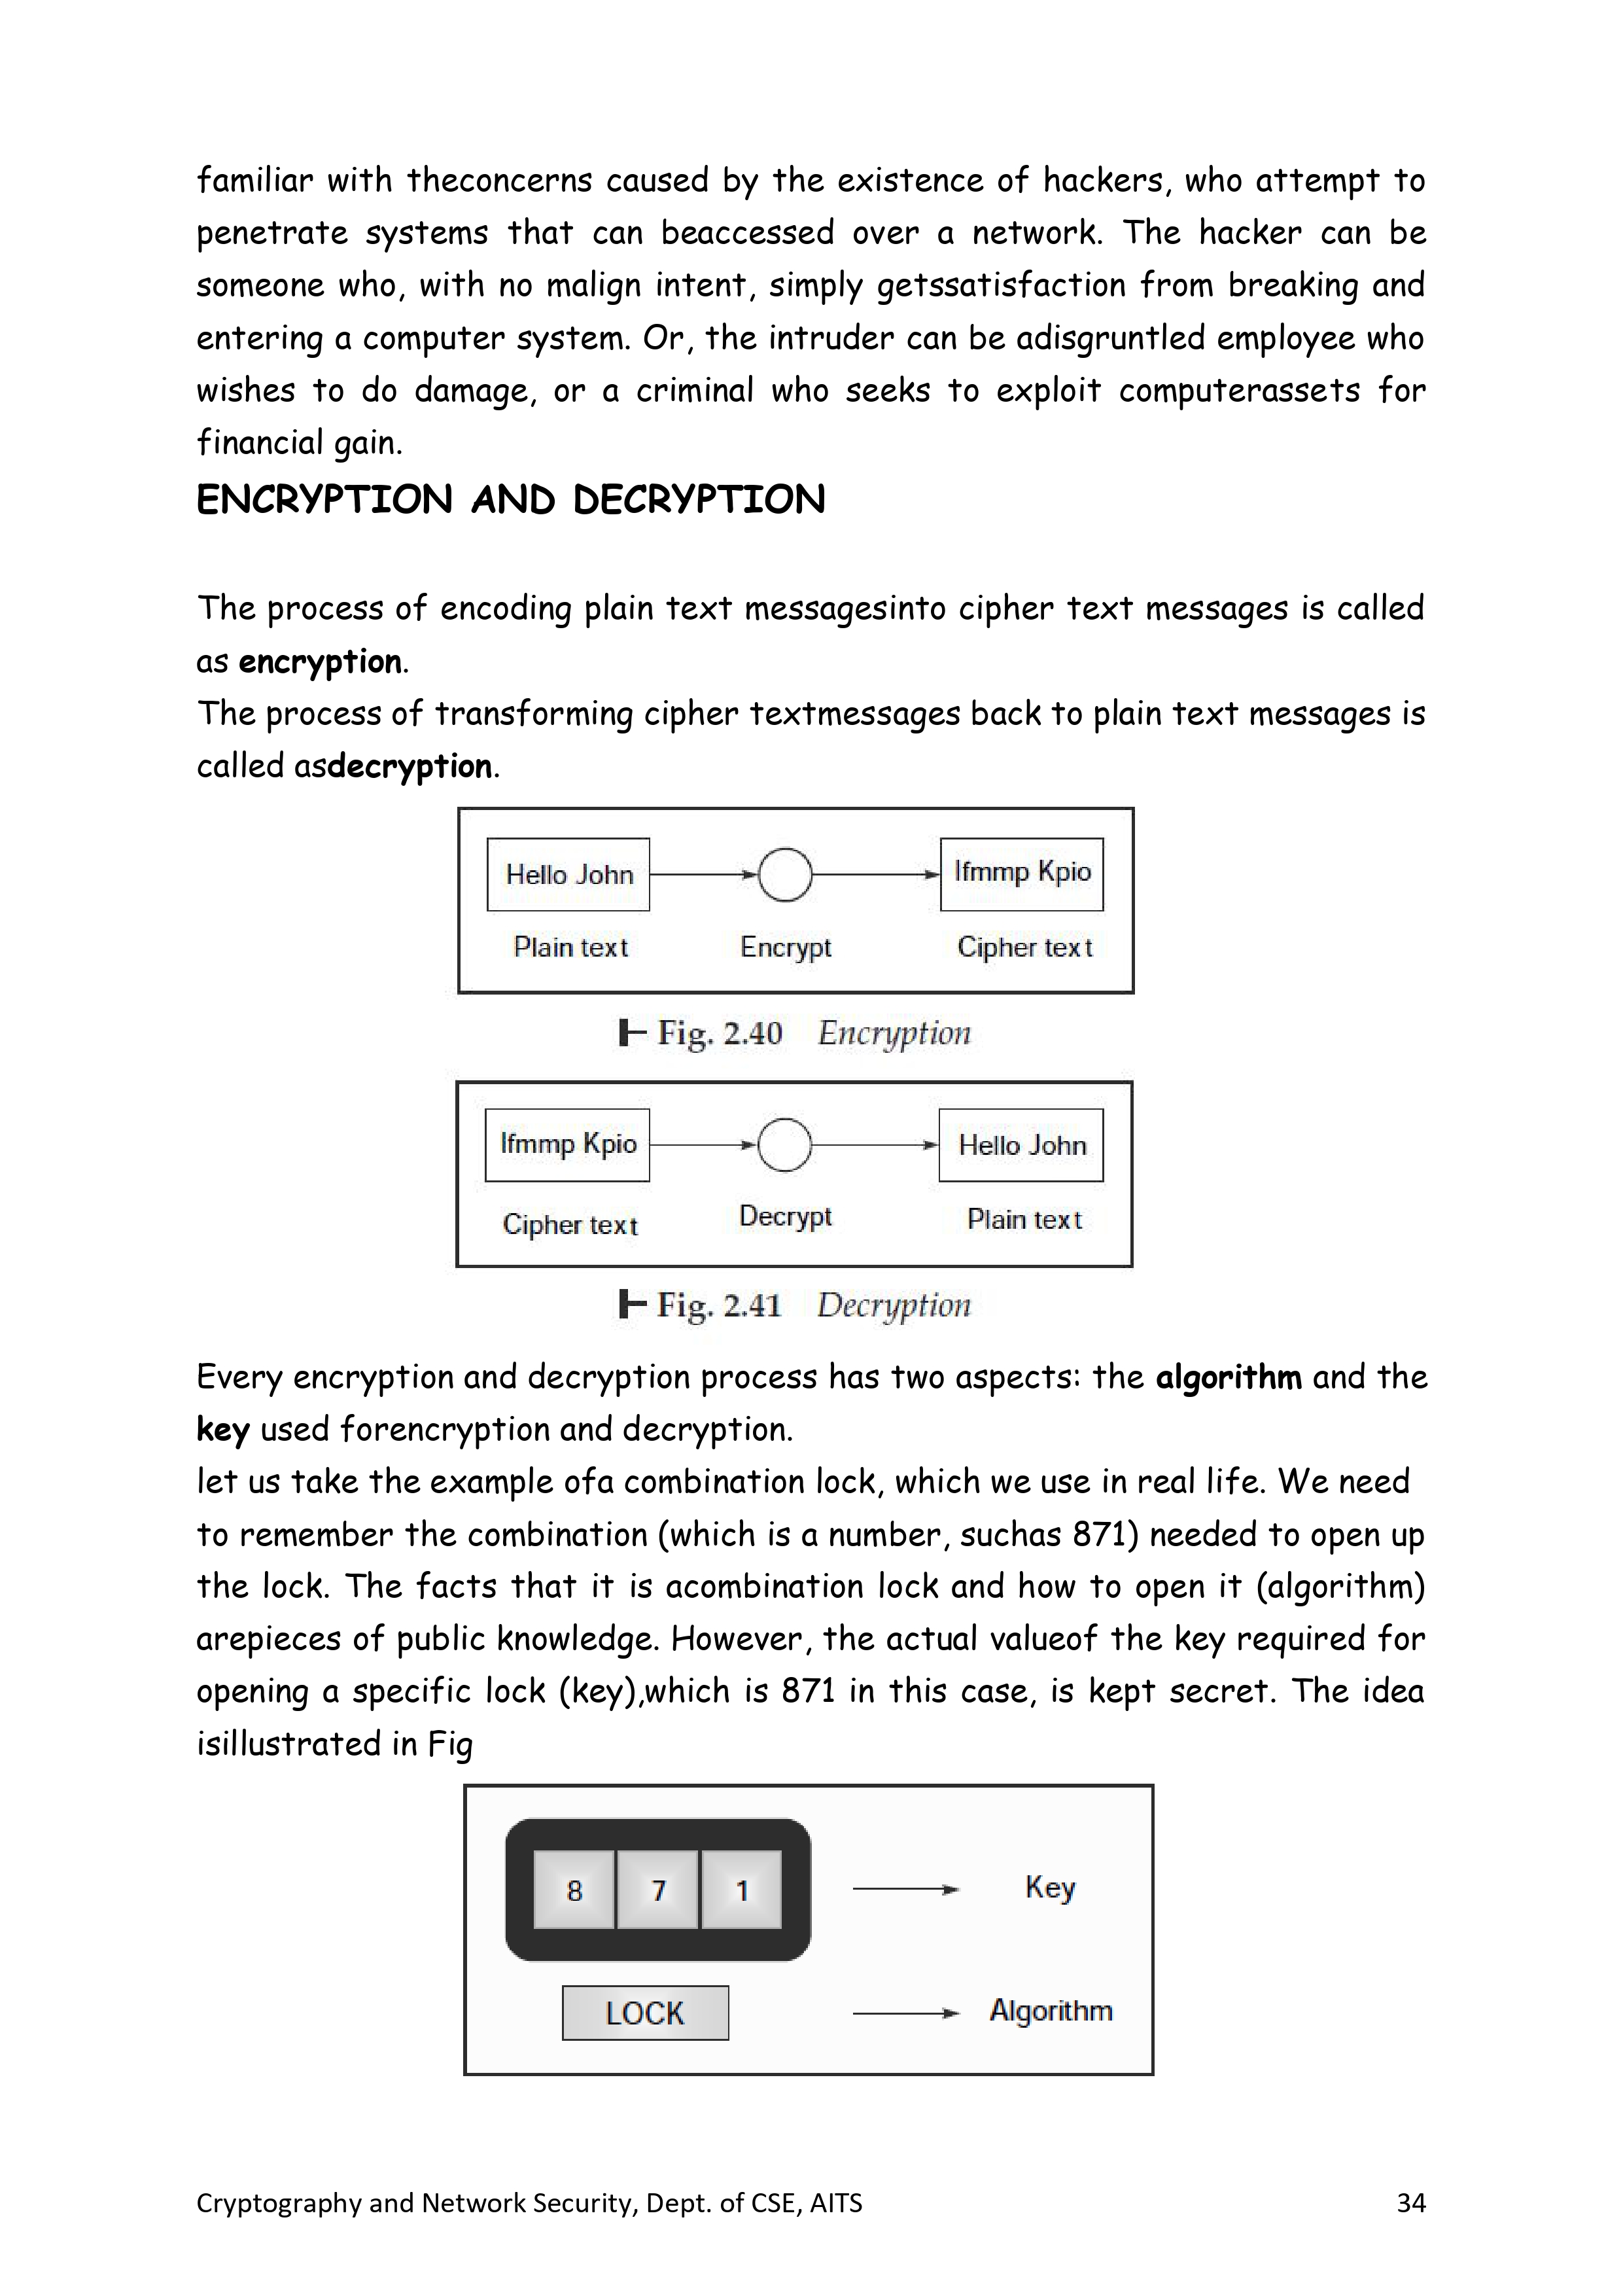 familiar with theconcerns caused by the existence of hackers, who attempt to
penetrate systems that can beaccessed over a network. The hacker can be
someone who, with no malign intent, simply getssatisfaction from breaking and
entering a computer system. Or, the intruder can be adisgruntled employee who
wishes to do damage, or a criminal who seeks to exploit computerassets for
financial gain.
ENCRYPTION AND DECRYPTION
The process of encoding plain text messagesinto cipher text messages is called
as encryption.
The process of transforming cipher textmessages back to plain text messages is
called asdecryption.
Hello John
Ifmmp Kpio
Plain text
Encrypt
Cipher text
Fig. 2.40 Encryption
Ifmmp Kpio
Hello John
Cipher text
Decrypt
Plain text
Fig. 2.41 Decryption
Every encryption and decryption process has two aspects: the algorithm and the
key used forencryption and decryption.
let us take the example ofa combination lock, which we use in real life. We need
to remember the combination (which is a number, suchas 871) needed to open up
the lock. The facts that it is acombination lock and how to open it (algorithm)
arepieces of public knowledge. However, the actual valueof the key required for
opening a specific lock (key),which is 871 in this case, is kept secret. The idea
isillustrated in Fig
8 7 1
Key
LOCK
Algorithm
Cryptography and Network Security, Dept. of CSE, AITS 34